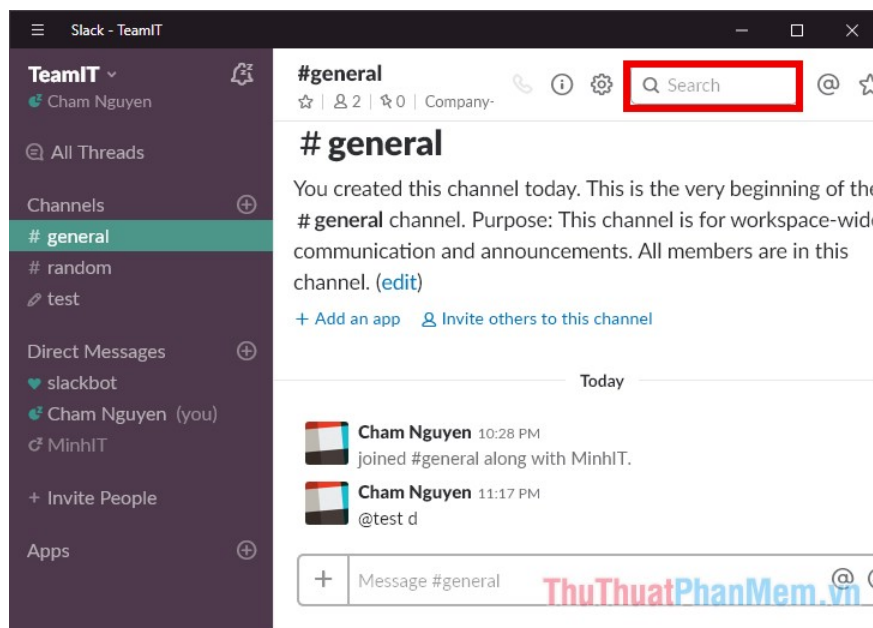 Slack - TeamIT
TeamIT
Cham Nguyen
All Threads
Channels
# general
# random
test
Direct Messages
slackbot
Cham Nguyen (you)
MinhIT
+ Invite People
Apps
#general
2 | 0 | Company-
Search
@
# general
You created this channel today. This is the very beginning of the
# general channel. Purpose: This channel is for workspace-wide
communication and announcements. All members are in this
channel. (edit)
+ Add an app Invite others to this channel
Today
Cham Nguyen 10:28 PM
joined #general along with MinhIT.
Cham Nguyen 11:17 PM
@test d
+ Message #general @
ThuThuatPhanMem.vn